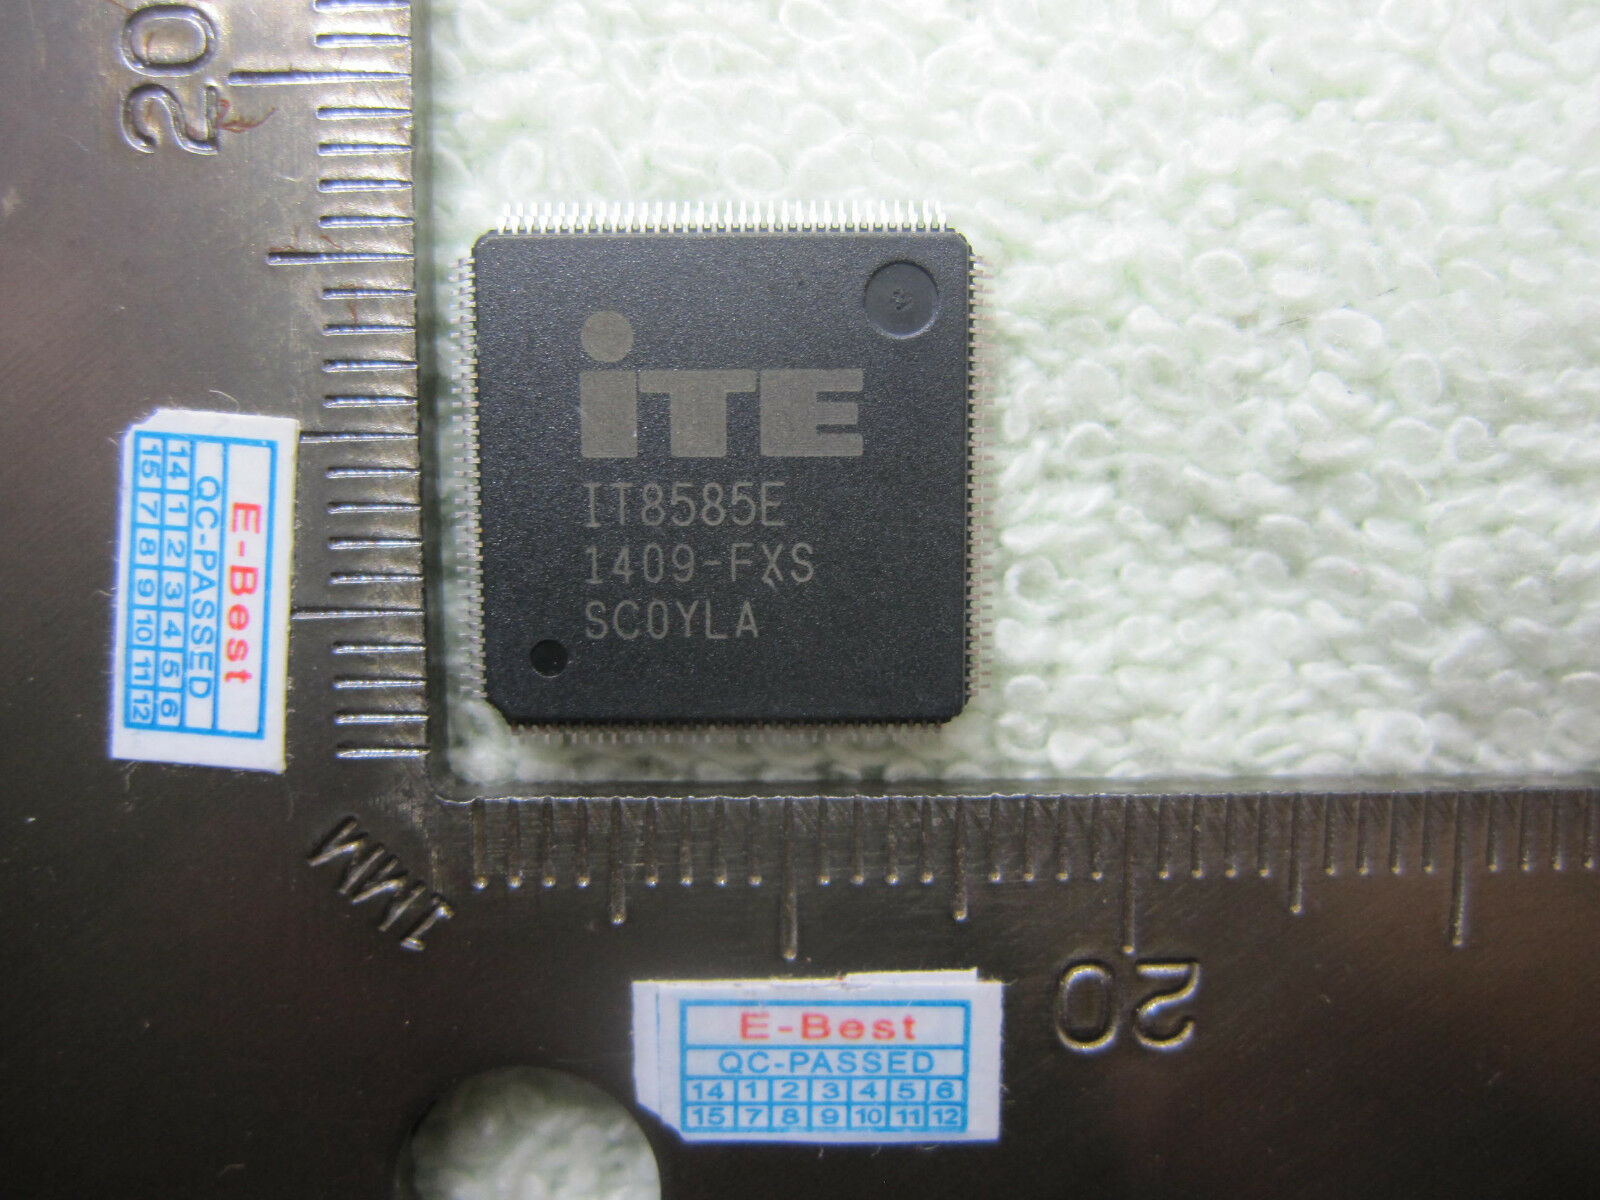 20
iTE
IT8585E
1409-FXS
SC0YLA
E-Best
QC-PASSED
14 1 2 3 4 5 6
15 7 8 9 10 11 12
1MM
20
E-Best
QC-PASSED
14 1 2 3 4 5 6
15 7 8 9 10 11 12